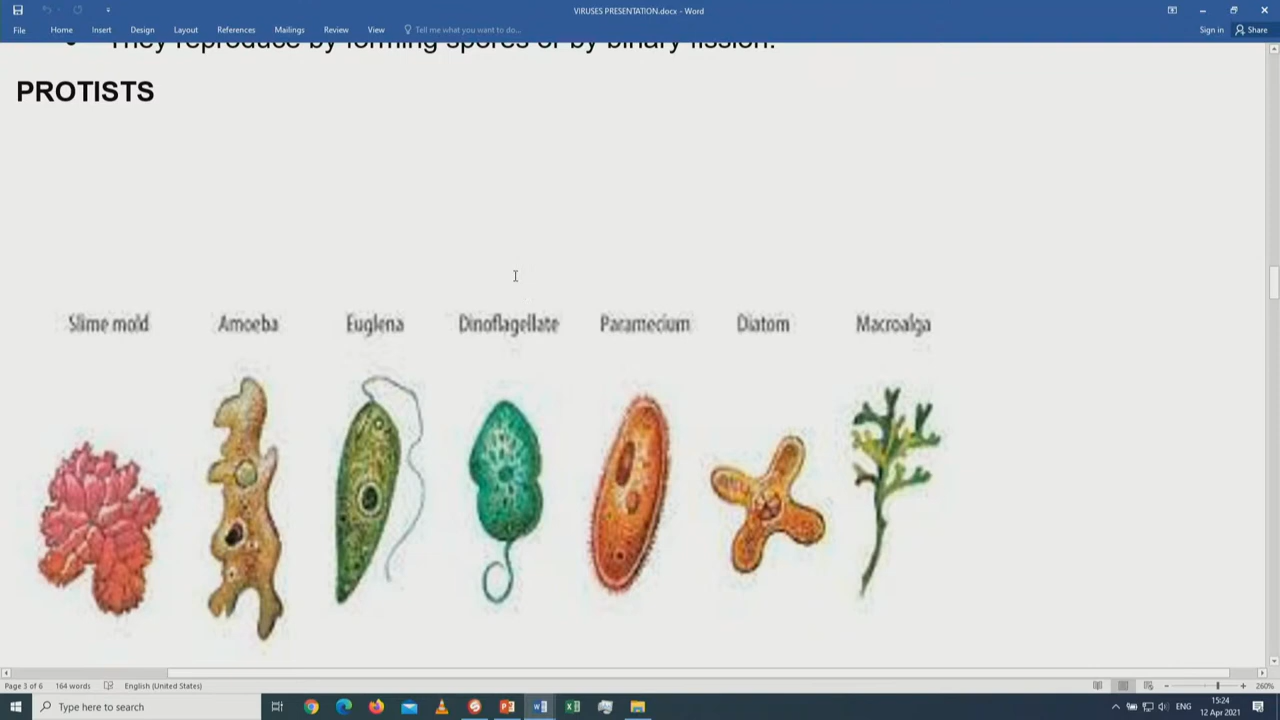 VIRUSES PRESENTATION.docx - Word
File Home Insert Design Layout References Mailings Review View Tell me what you want to do... Sign in Share
They reproduce by forming spores or by binary fission.
PROTISTS
Slime mold Amoeba Euglena Dinoflagellate Paramecium Diatom Macroalga
Page 3 of 6 164 words English (United States) 260%
Type here to search ENG 15:24
12 Apr 2021